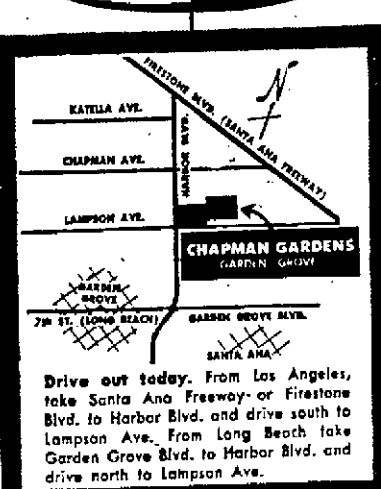 FIRESTONE BLVD. (SANTA ANA FREEWAY)
N
KATELLA AVE.
HARBOR BLVD.
CHAPMAN AVE.
LAMPSON AVE.
CHAPMAN GARDENS
GARDEN GROVE
GARDEN
GROVE
7th ST. (LONG BEACH)
GARDEN GROVE BLVD.
SANTA ANA
Drive out today. From Los Angeles,
take Santa Ana Freeway or Firestone
Blvd. to Harbor Blvd. and drive south to
Lampson Ave. From Long Beach take
Garden Grove Blvd. to Harbor Blvd. and
drive north to Lampson Ave.